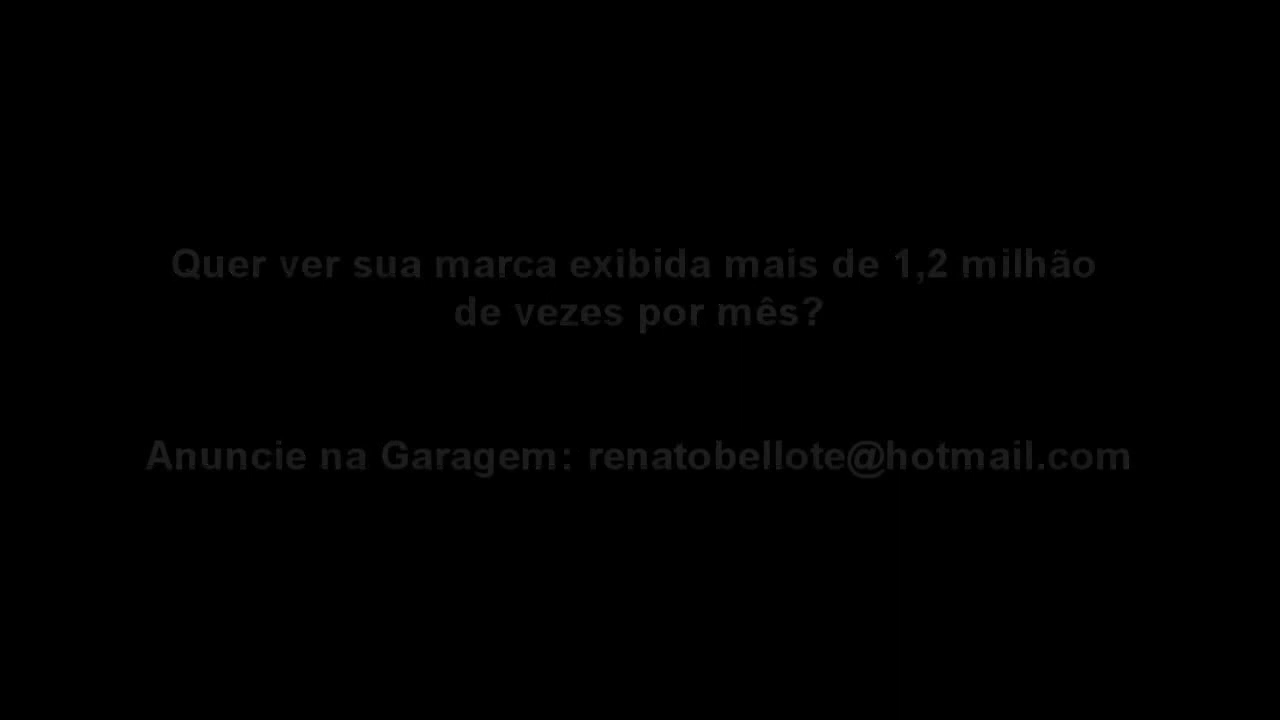 Quer ver sua marca exibida mais de 1,2 milhão
de vezes por mês?
Anuncie na Garagem: renatobellote@hotmail.com